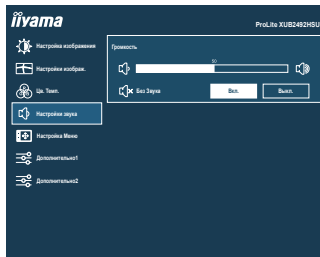 iiyama
ProLite XUB2492HSU
Настройка изображения
Громкость
50
Настройки изображ.
Цв. Темп.
Без Звука
Вкл.
Выкл.
Настройки звука
Настройка Меню
Дополнительно1
Дополнительно2